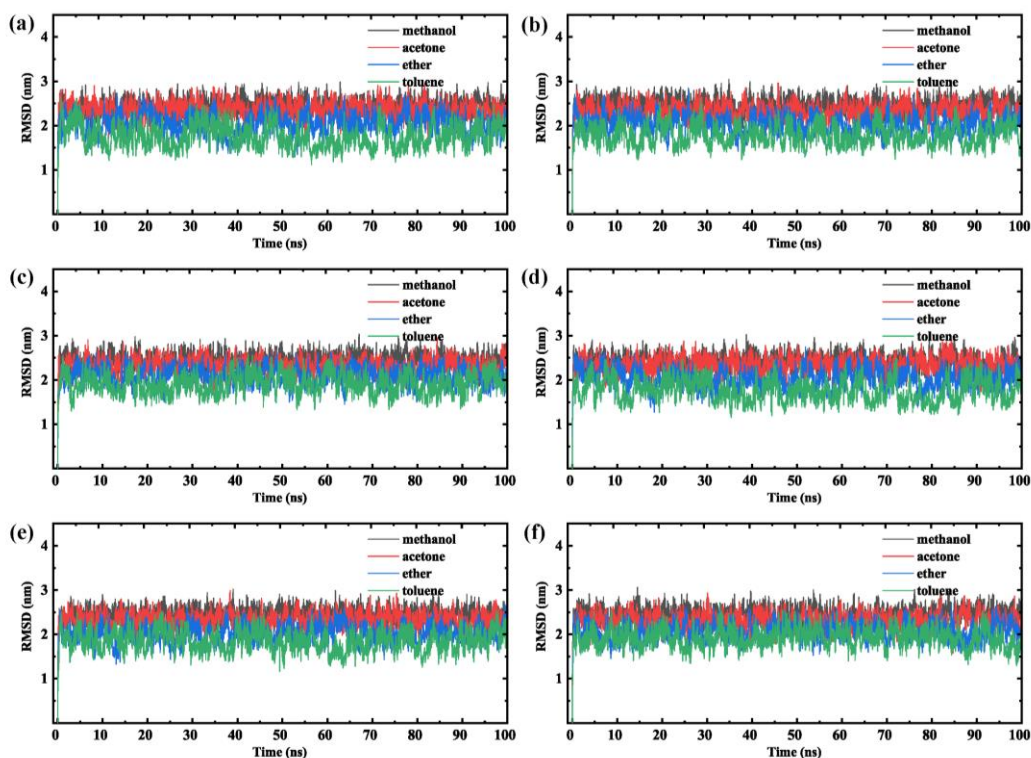 (a)
methanol
acetone
ether
toluene
4
3
2
1
RMSD (nm)
0 10 20 30 40 50 60 70 80 90 100
Time (ns)
(b)
methanol
acetone
ether
toluene
4
3
2
1
RMSD (nm)
0 10 20 30 40 50 60 70 80 90 100
Time (ns)
(c)
methanol
acetone
ether
toluene
4
3
2
1
RMSD (nm)
0 10 20 30 40 50 60 70 80 90 100
Time (ns)
(d)
methanol
acetone
ether
toluene
4
3
2
1
RMSD (nm)
0 10 20 30 40 50 60 70 80 90 100
Time (ns)
(e)
methanol
acetone
ether
toluene
4
3
2
1
RMSD (nm)
0 10 20 30 40 50 60 70 80 90 100
Time (ns)
(f)
methanol
acetone
ether
toluene
4
3
2
1
RMSD (nm)
0 10 20 30 40 50 60 70 80 90 100
Time (ns)